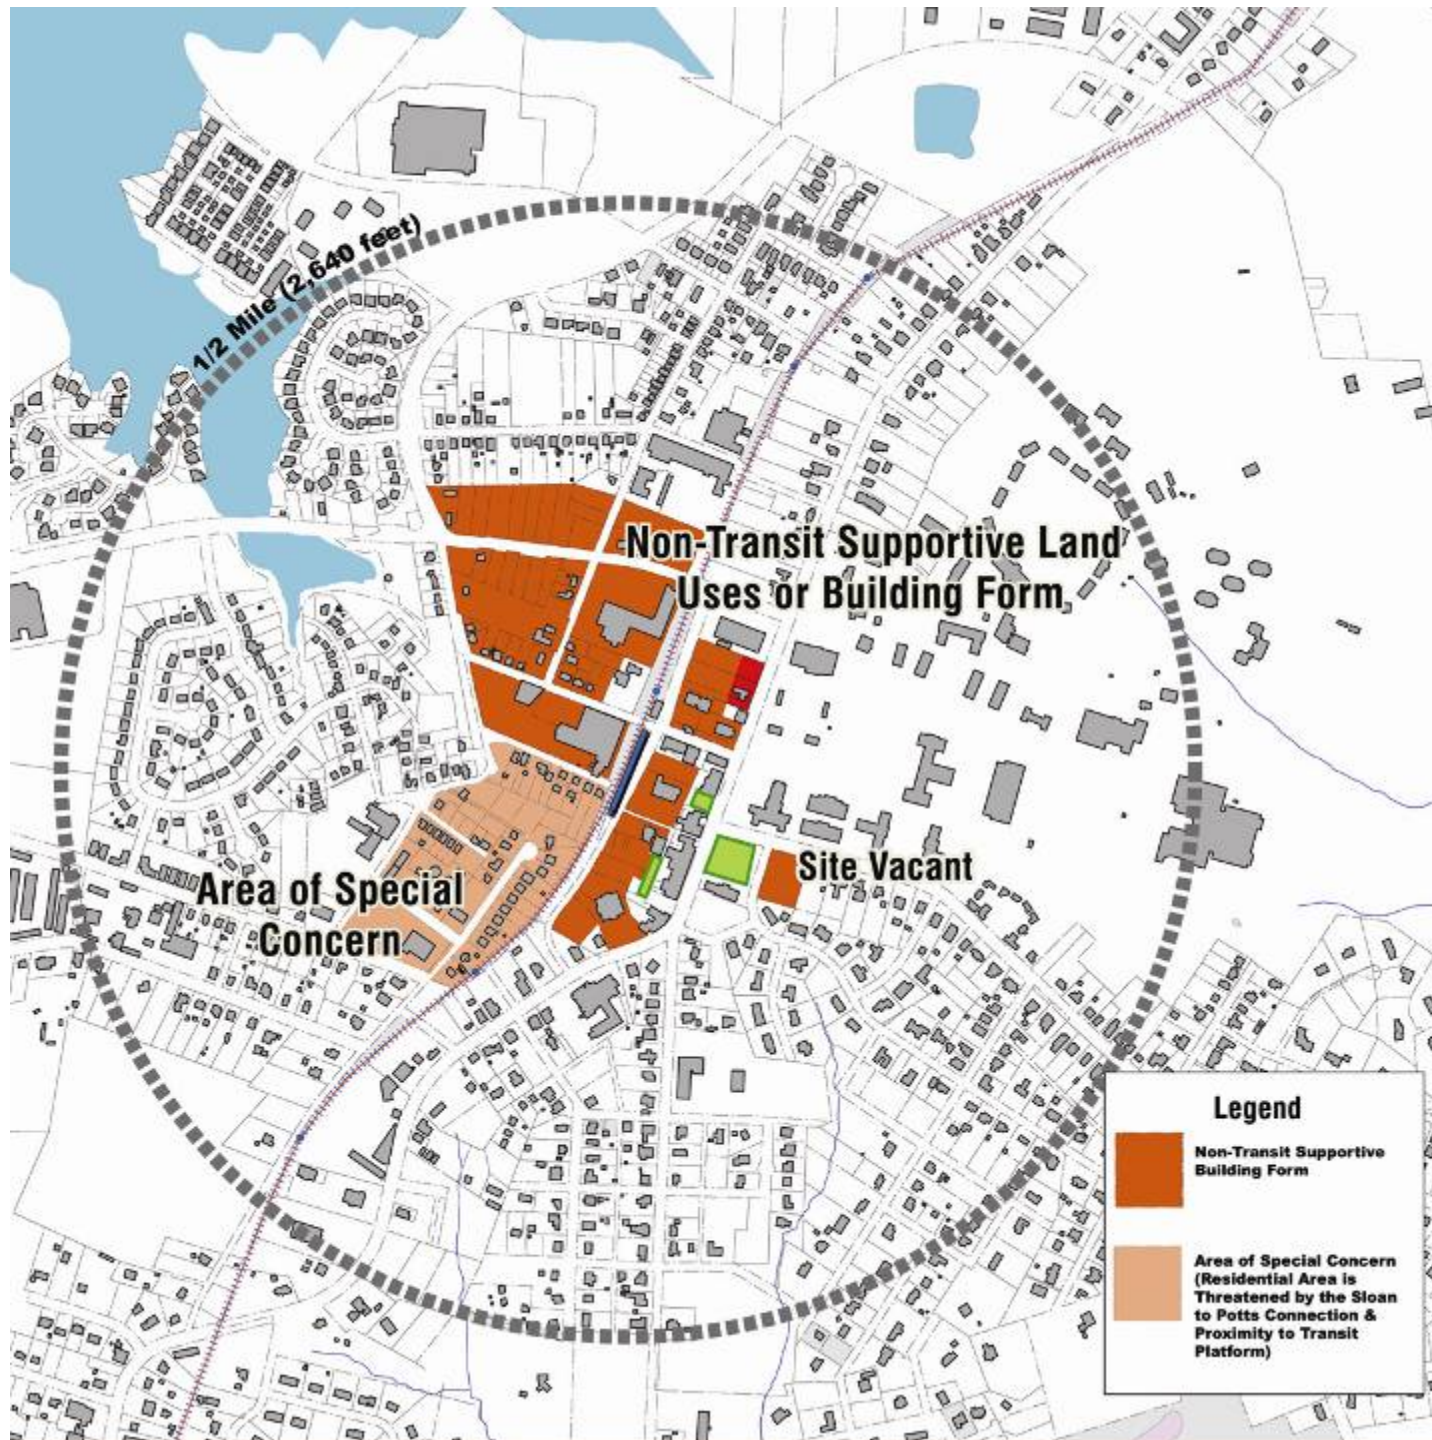 1/2 Mile (2,640 feet)
Non-Transit Supportive Land
Uses or Building Form
Site Vacant
Area of Special
Concern
Legend
Non-Transit Supportive
Building Form
Area of Special Concern
(Residential Area is
Threatened by the Sloan
to Potts Connection &
Proximity to Transit
Platform)